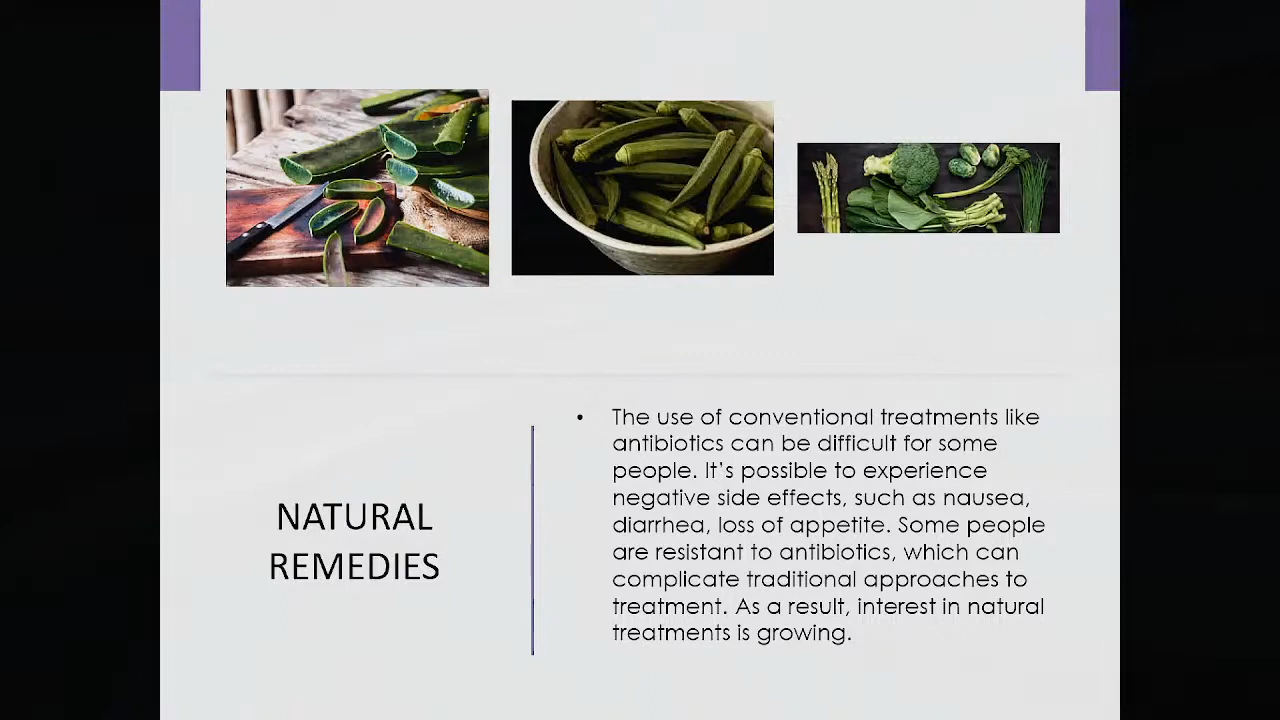 NATURAL
REMEDIES
• The use of conventional treatments like
antibiotics can be difficult for some
people. It’s possible to experience
negative side effects, such as nausea,
diarrhea, loss of appetite. Some people
are resistant to antibiotics, which can
complicate traditional approaches to
treatment. As a result, interest in natural
treatments is growing.